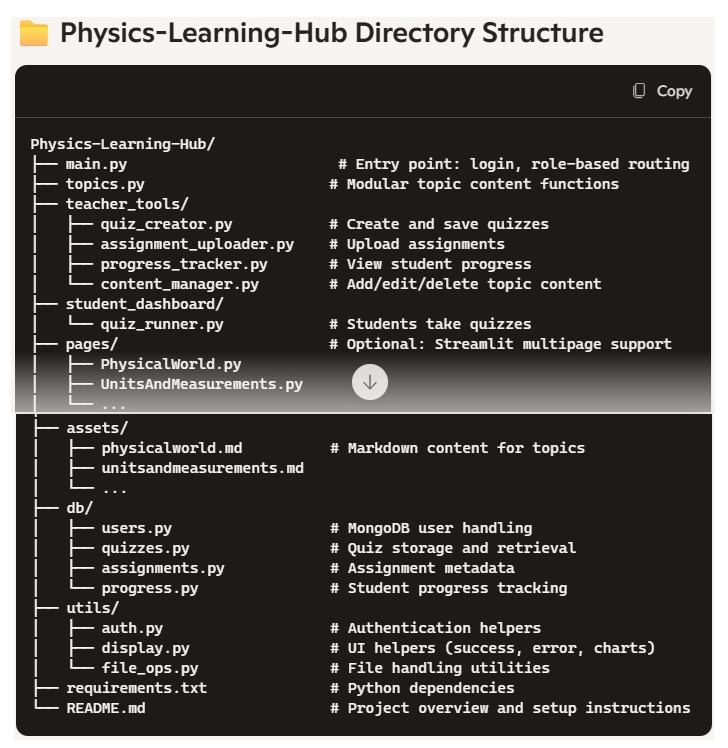 Physics-Learning-Hub Directory Structure
Copy
Physics-Learning-Hub/
├── main.py                        # Entry point: login, role-based routing
├── topics.py                     # Modular topic content functions
├── teacher_tools/
│   ├── quiz_creator.py           # Create and save quizzes
│   ├── assignment_uploader.py    # Upload assignments
│   ├── progress_tracker.py       # View student progress
│   └── content_manager.py        # Add/edit/delete topic content
├── student_dashboard/
│   └── quiz_runner.py            # Students take quizzes
├── pages/                        # Optional: Streamlit multipage support
│   ├── PhysicalWorld.py
│   ├── UnitsAndMeasurements.py
│   └── ...
├── assets/
│   ├── physicalworld.md          # Markdown content for topics
│   ├── unitsandmeasurements.md
│   └── ...
├── db/
│   ├── users.py                  # MongoDB user handling
│   ├── quizzes.py                # Quiz storage and retrieval
│   ├── assignments.py            # Assignment metadata
│   └── progress.py               # Student progress tracking
├── utils/
│   ├── auth.py                   # Authentication helpers
│   ├── display.py                # UI helpers (success, error, charts)
│   └── file_ops.py               # File handling utilities
├── requirements.txt              # Python dependencies
└── README.md                     # Project overview and setup instructions